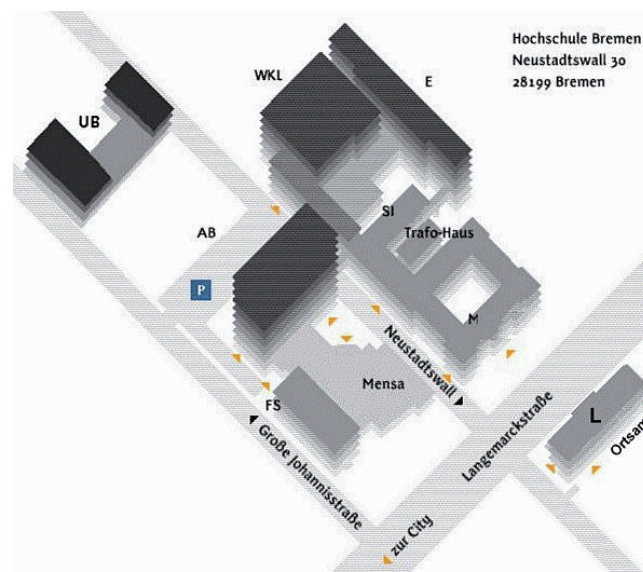 Hochschule Bremen
Neustadtswall 30
28199 Bremen
WKL
E
UB
SI
AB
Trafo-Haus
P
M
Neustadtswall
Mensa
FS
L
Große Johannisstraße
Langemarckstraße
zur City